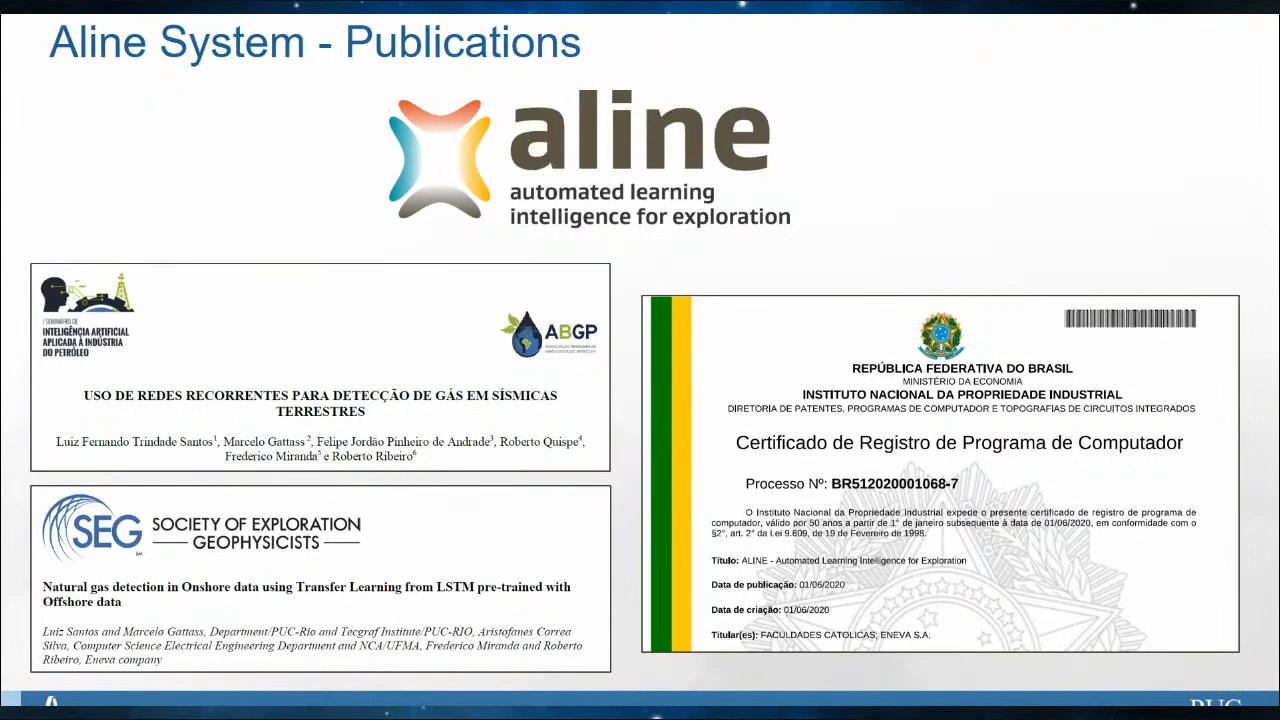 Aline System - Publications
aline
automated learning
intelligence for exploration
I SEMINÁRIO DE
INTELIGÊNCIA ARTIFICIAL
APLICADA À INDÚSTRIA
DO PETRÓLEO
ABGP
USO DE REDES RECORRENTES PARA DETECÇÃO DE GÁS EM SÍSMICAS
TERRESTRES
Luiz Fernando Trindade Santos¹, Marcelo Gattass ², Felipe Jordão Pinheiro de Andrade³, Roberto Quispe⁴,
Frederico Miranda⁵ e Roberto Ribeiro⁶
SEG SOCIETY OF EXPLORATION
GEOPHYSICISTS
Natural gas detection in Onshore data using Transfer Learning from LSTM pre-trained with
Offshore data
Luiz Santos and Marcelo Gattass, Department/PUC-Rio and Tecgraf Institute/PUC-RIO, Aristofanes Correa
Silva, Computer Science Electrical Engineering Department and NCA/UFMA, Frederico Miranda and Roberto
Ribeiro, Eneva company
REPÚBLICA FEDERATIVA DO BRASIL
MINISTÉRIO DA ECONOMIA
INSTITUTO NACIONAL DA PROPRIEDADE INDUSTRIAL
DIRETORIA DE PATENTES, PROGRAMAS DE COMPUTADOR E TOPOGRAFIAS DE CIRCUITOS INTEGRADOS
Certificado de Registro de Programa de Computador
Processo Nº: BR512020001068-7
O Instituto Nacional da Propriedade Industrial expede o presente certificado de registro de programa de
computador, válido por 50 anos a partir de 1° de janeiro subsequente à data de 01/06/2020, em conformidade com o
§2°, art. 2° da Lei 9.609, de 19 de Fevereiro de 1998.
Título: ALINE - Automated Learning Intelligence for Exploration
Data de publicação: 01/06/2020
Data de criação: 01/06/2020
Titular(es): FACULDADES CATOLICAS; ENEVA S.A.
PUC